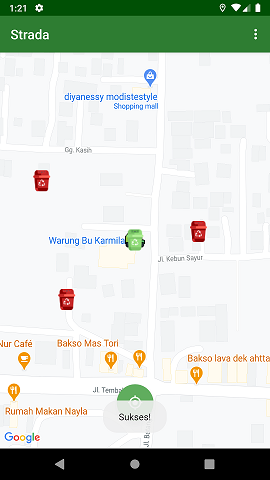 1:21
Strada
diyanessy modistestyle
Shopping mall
Gg. Kasih
Warung Bu Karmila
Jl. Kebun Sayur
Nur Café
Bakso Mas Tori
Bakso lava dek ahtta
Jl. Temba
Rumah Makan Nayla
Sukses!
Google